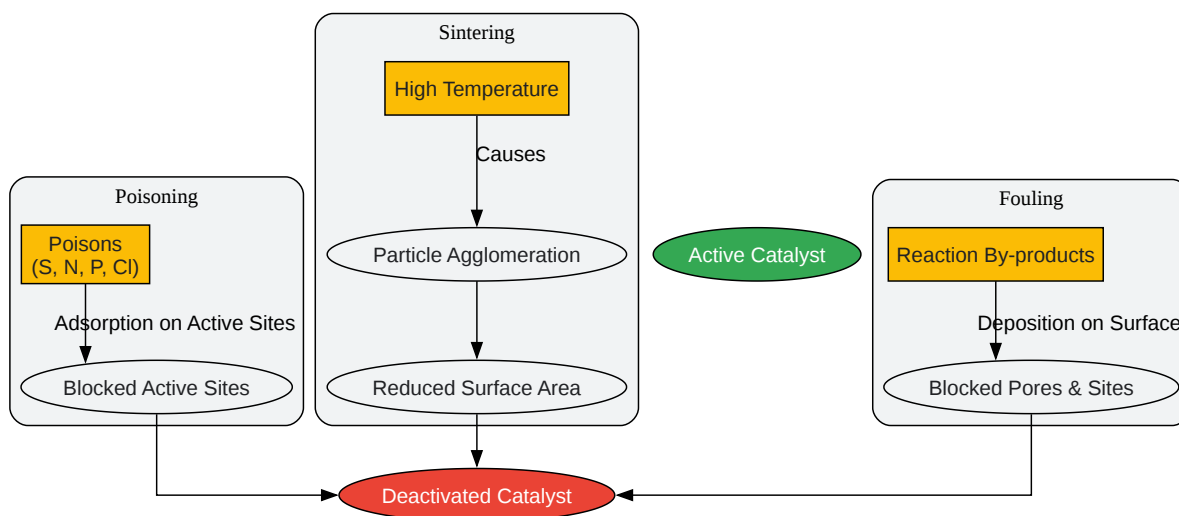 Sintering
High Temperature
Causes
Particle Agglomeration
Reduced Surface Area
Poisoning
Poisons
(S, N, P, Cl)
Adsorption on Active Sites
Blocked Active Sites
Active Catalyst
Fouling
Reaction By-products
Deposition on Surface
Blocked Pores & Sites
Deactivated Catalyst